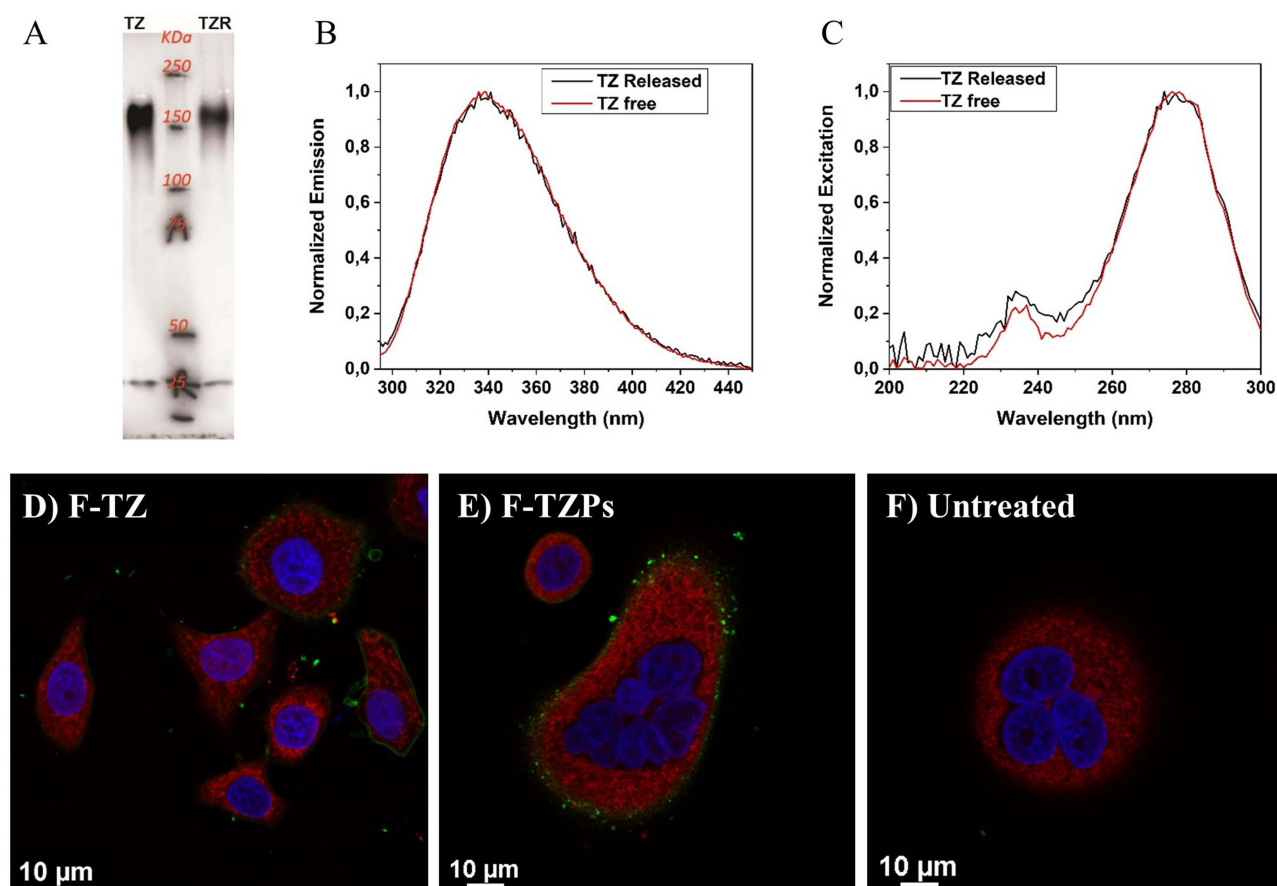 A
TZ
TZR
KDa
250
150
100
75
50
25
B
TZ Released
TZ free
Normalized Emission
1,0
0,8
0,6
0,4
0,2
0,0
300 320 340 360 380 400 420 440
Wavelength (nm)
C
TZ Released
TZ free
Normalized Excitation
1,0
0,8
0,6
0,4
0,2
0,0
200 220 240 260 280 300
Wavelength (nm)
D) F-TZ
10 µm
E) F-TZPs
10 µm
F) Untreated
10 µm